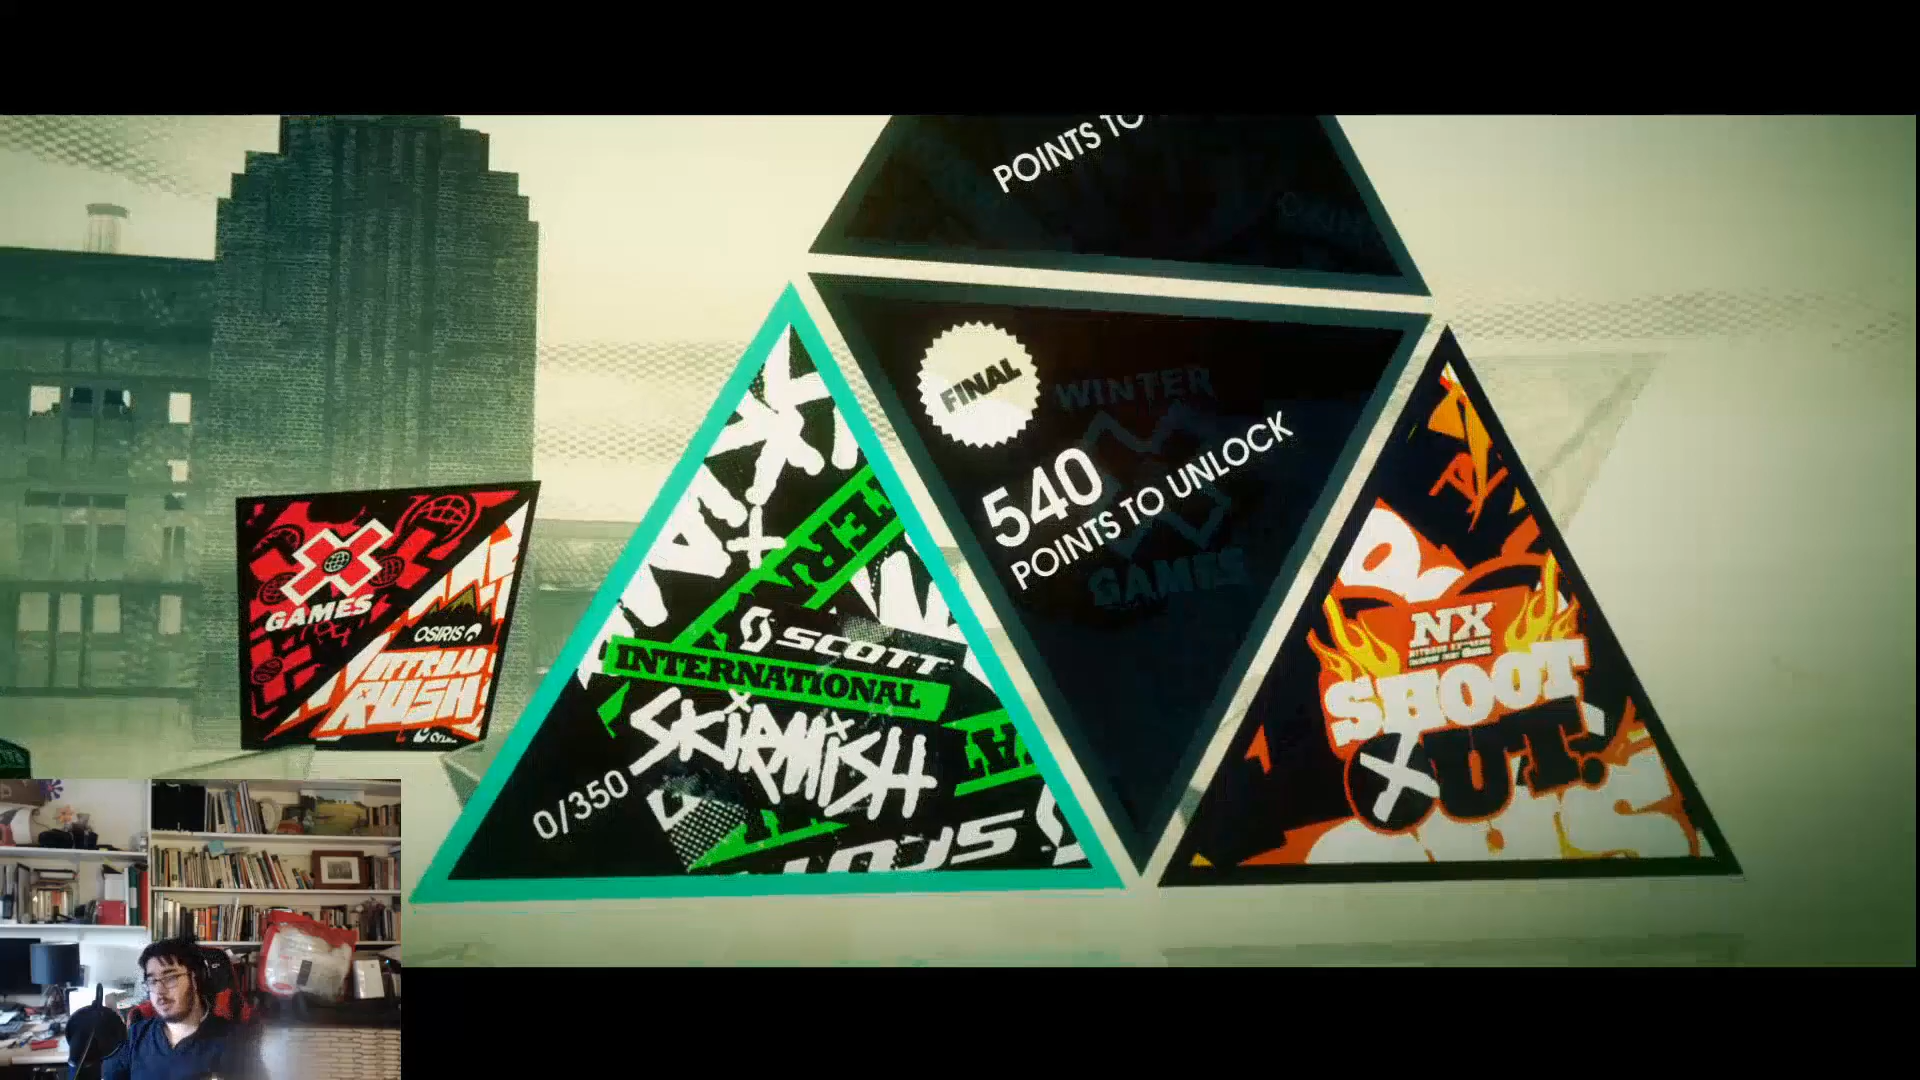 POINTS TO
FINAL
WINTER
GAMES
540
POINTS TO UNLOCK
X
GAMES
OSIRIS
RUSH
SCOTT
INTERNATIONAL
SKIRMISH
0/350
NX
SHOOT
OUT!